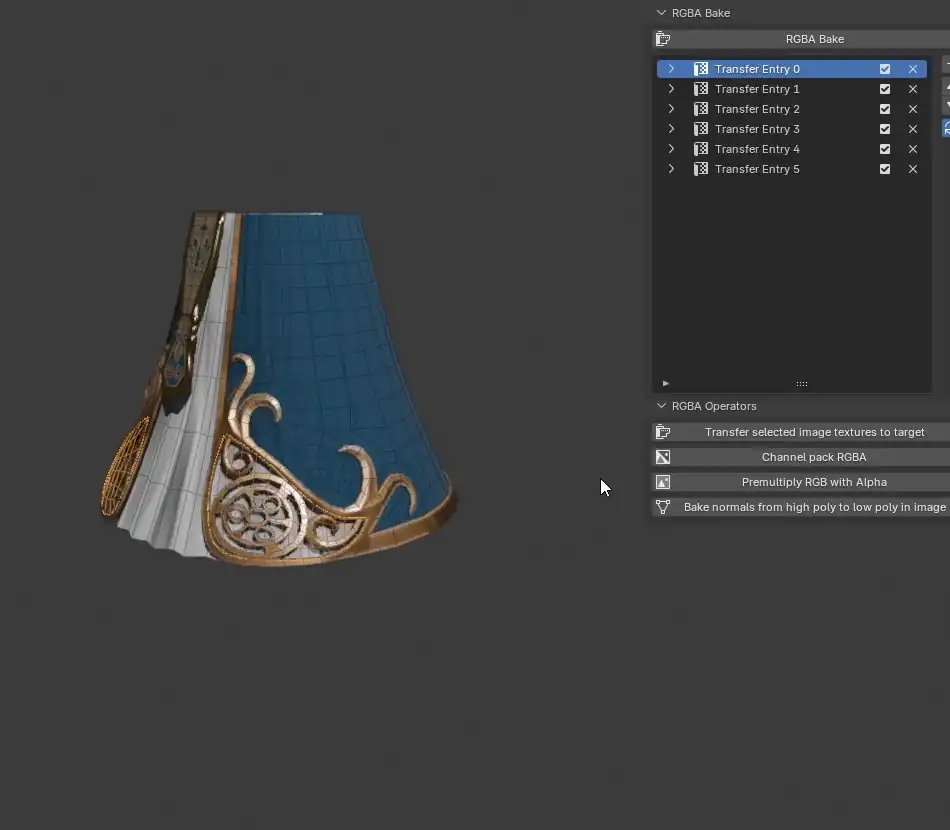 RGBA Bake
RGBA Bake
Transfer Entry 0
Transfer Entry 1
Transfer Entry 2
Transfer Entry 3
Transfer Entry 4
Transfer Entry 5
RGBA Operators
Transfer selected image textures to target
Channel pack RGBA
Premultiply RGB with Alpha
Bake normals from high poly to low poly in image